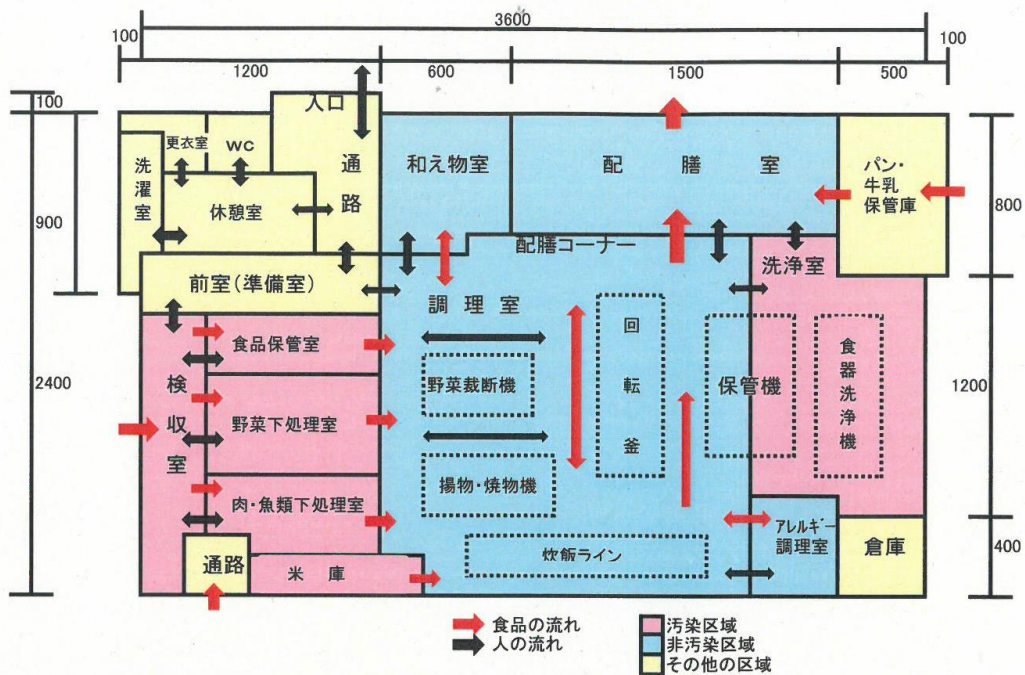 3600
100
100
1200
600
1500
500
100
900
2400
800
1200
400
入口
更衣室
WC
洗濯室
休憩室
通路
和え物室
配膳室
パン・
牛乳
保管庫
前室(準備室)
配膳コーナー
洗浄室
調理室
検収室
食品保管室
野菜下処理室
肉・魚類下処理室
通路
米庫
野菜裁断機
揚物・焼物機
回転釜
保管機
食器洗浄機
炊飯ライン
アレルギー
調理室
倉庫
食品の流れ
人の流れ
汚染区域
非汚染区域
その他の区域